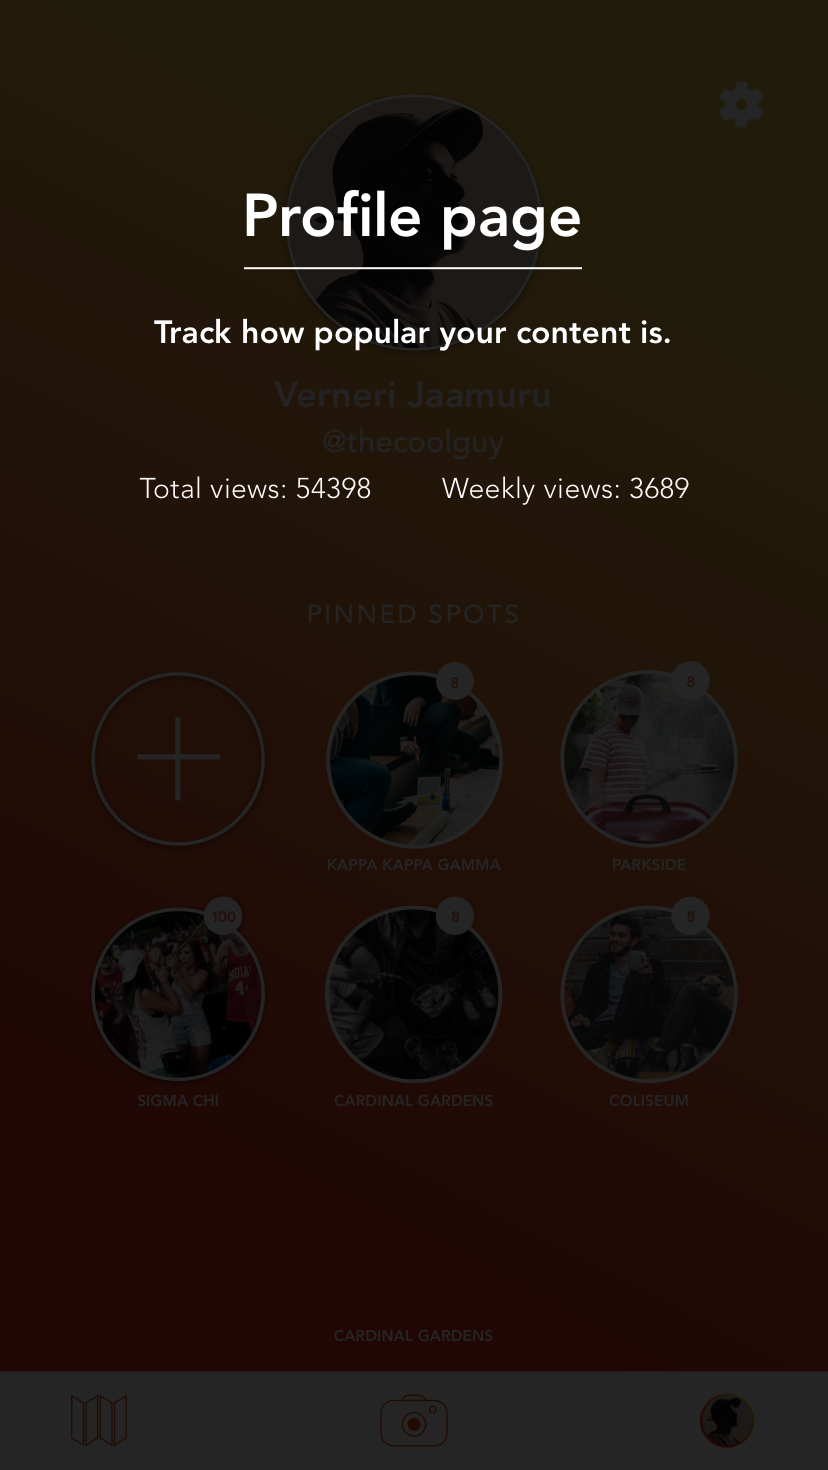 Profile page
Track how popular your content is.
Verneri Jaamuru
@thecoolguy
Total views: 54398 Weekly views: 3689
PINNED SPOTS
8 8
KAPPA KAPPA GAMMA PARKSIDE
100 8 8
SIGMA CHI CARDINAL GARDENS COLISEUM
CARDINAL GARDENS